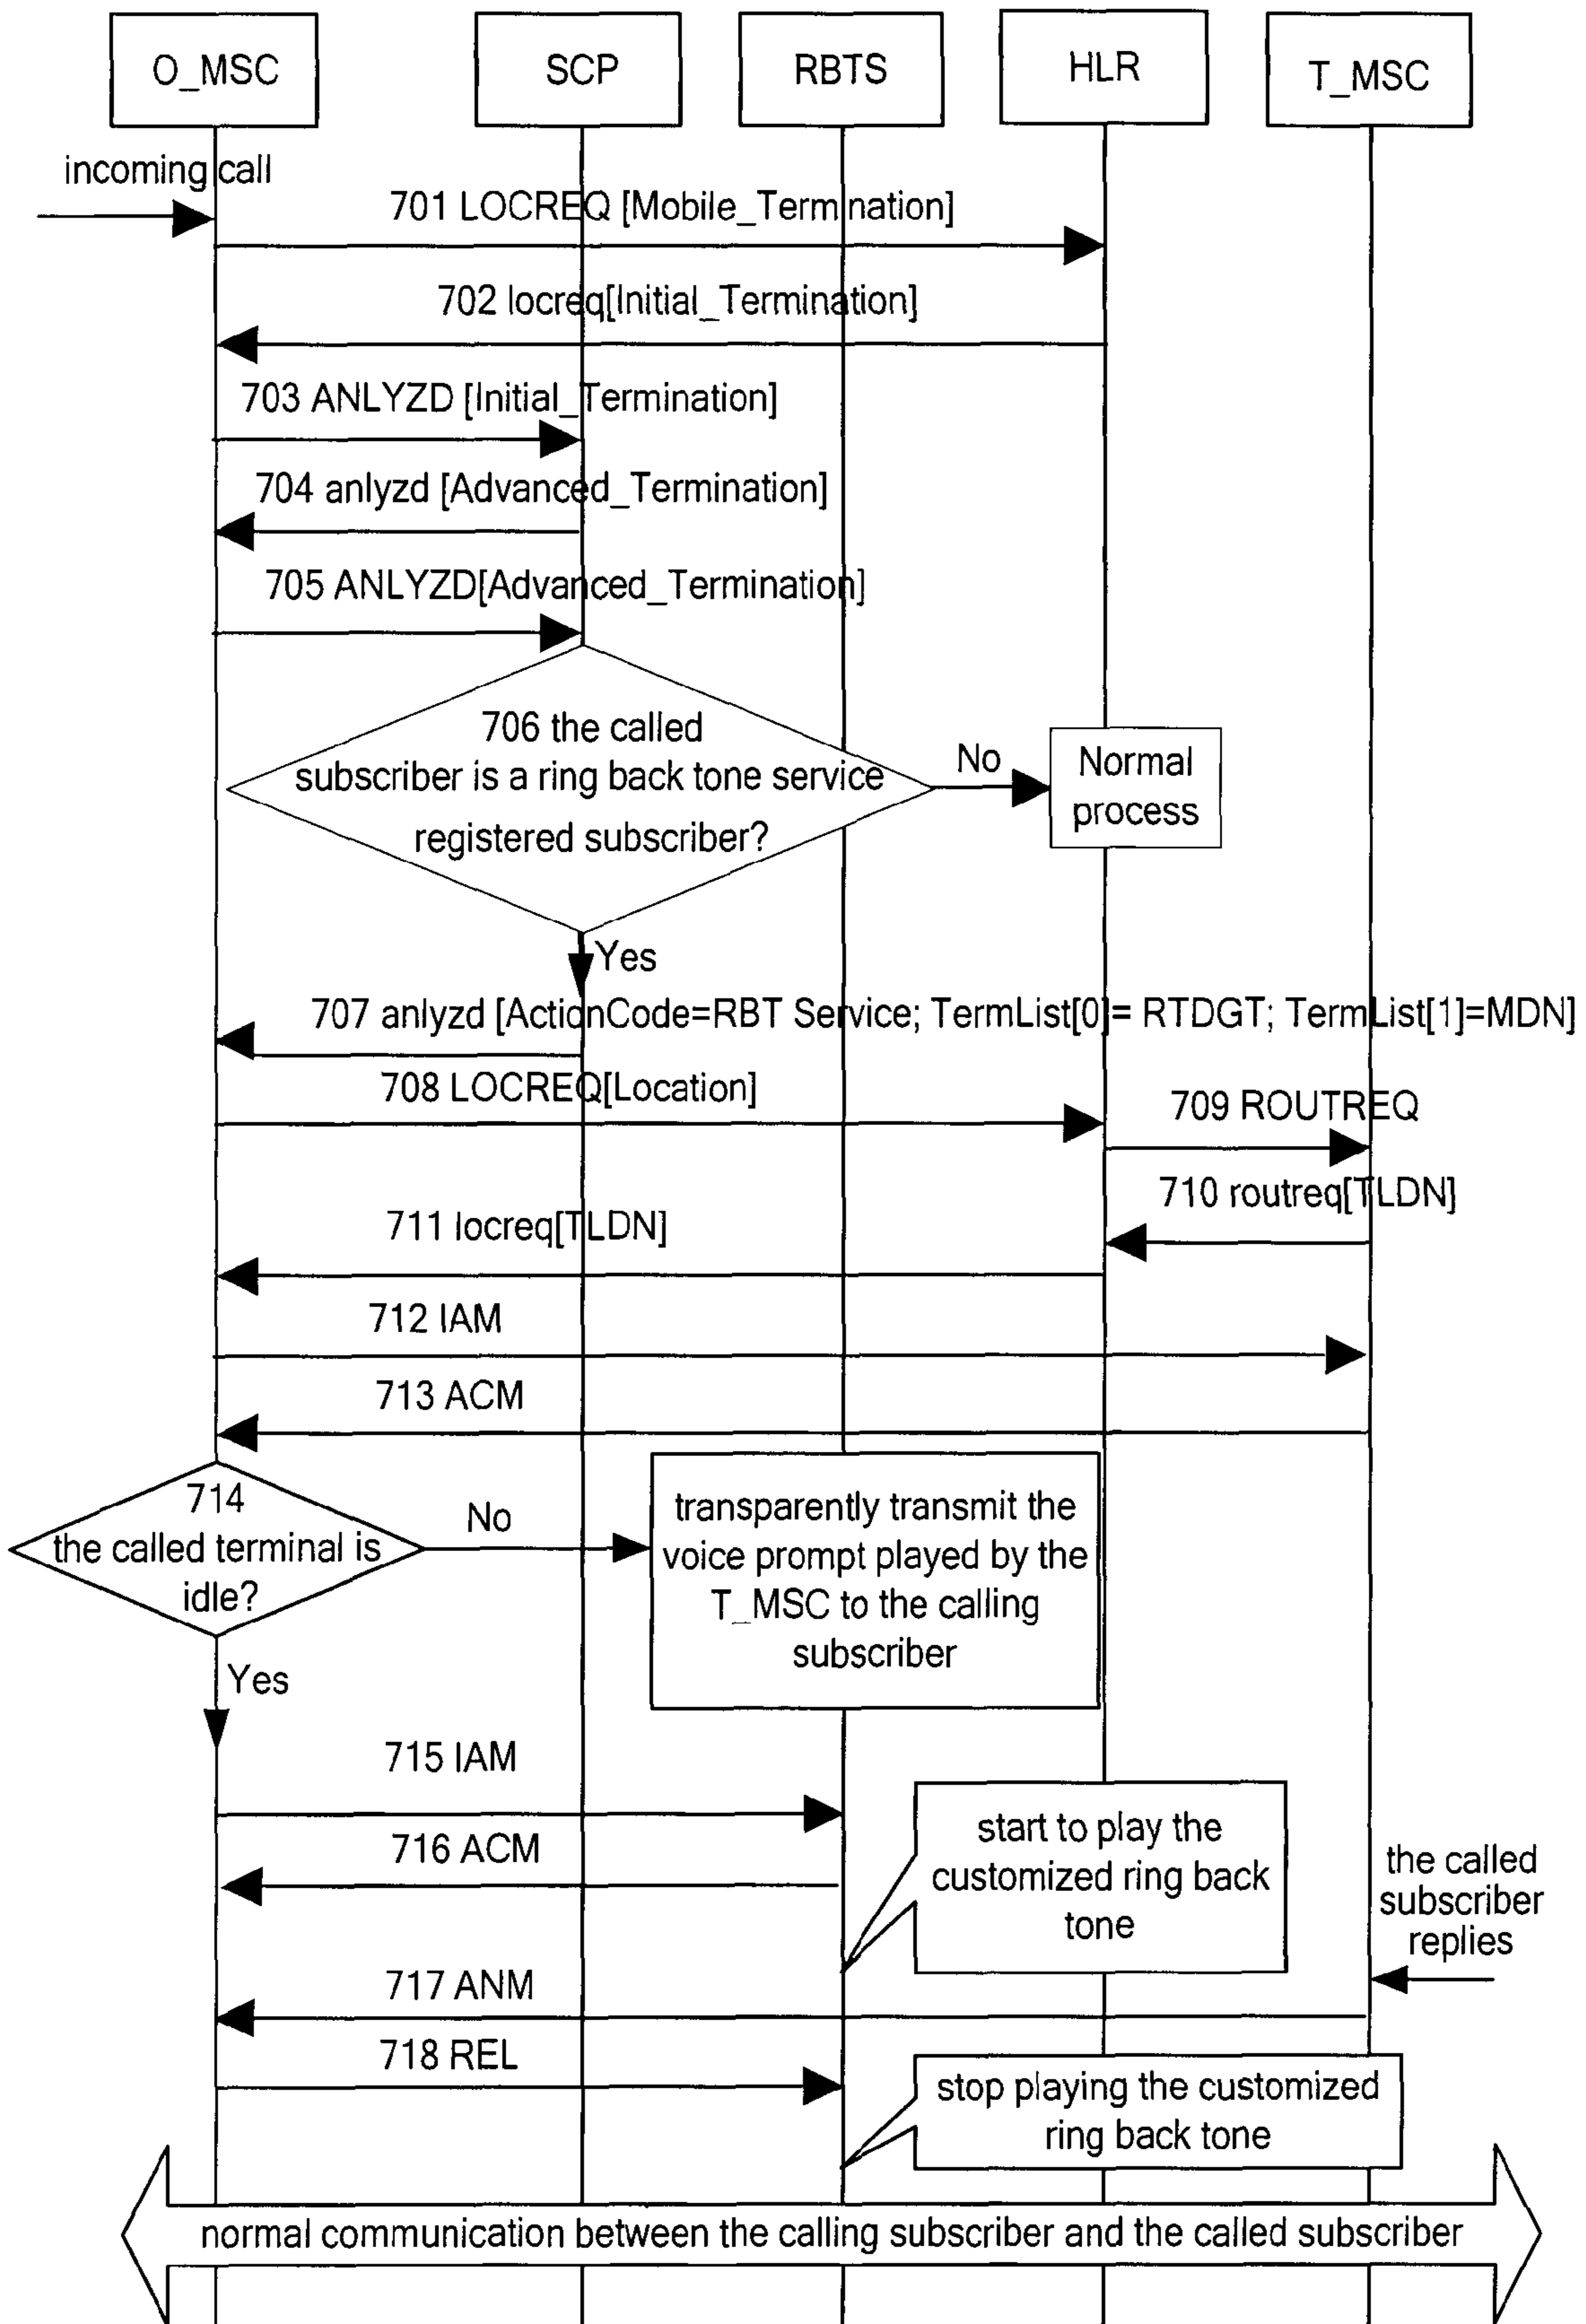 O_MSC
SCP
RBTS
HLR
T_MSC
incoming call
701 LOCREQ [Mobile_Termination]
702 locreq[Initial_Termination]
703 ANLYZD [Initial_Termination]
704 anlyzd [Advanced_Termination]
705 ANLYZD[Advanced_Termination]
706 the called
subscriber is a ring back tone service
registered subscriber?
No
Normal
process
Yes
707 anlyzd [ActionCode=RBT Service; TermList[0]= RTDGT; TermList[1]=MDN]
708 LOCREQ[Location]
709 ROUTREQ
710 routreq[TLDN]
711 locreq[TLDN]
712 IAM
713 ACM
714
the called terminal is
idle?
No
transparently transmit the
voice prompt played by the
T_MSC to the calling
subscriber
Yes
715 IAM
716 ACM
start to play the
customized ring back
tone
the called
subscriber
replies
717 ANM
718 REL
stop playing the customized
ring back tone
normal communication between the calling subscriber and the called subscriber